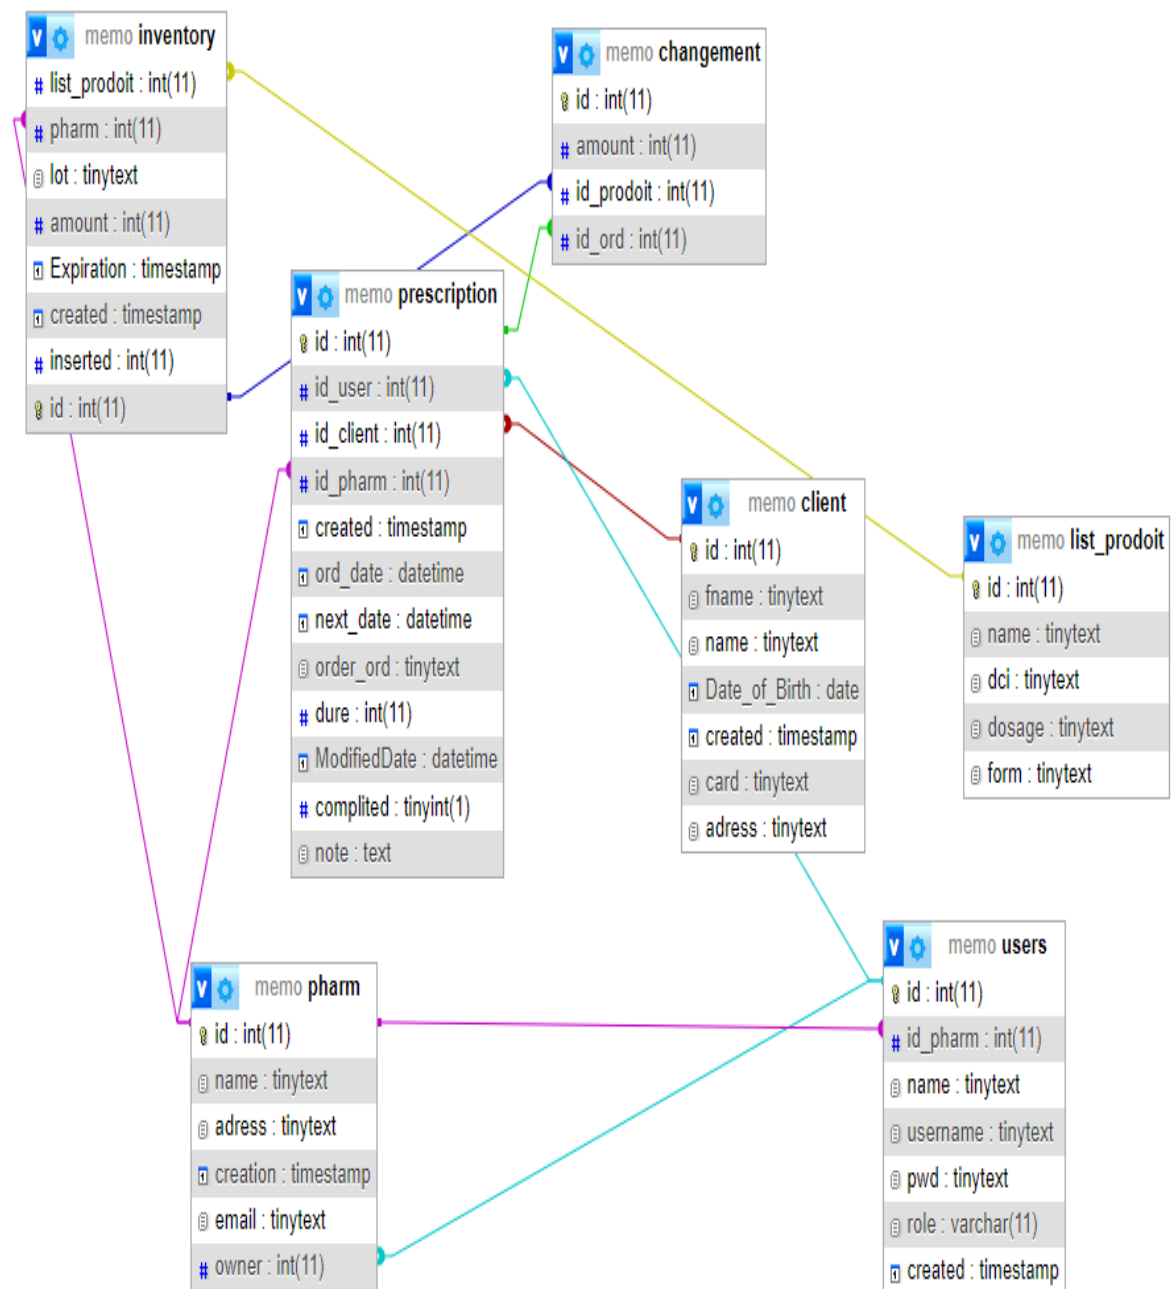 memo inventory
list_prodoit : int(11)
pharm : int(11)
lot : tinytext
amount : int(11)
Expiration : timestamp
created : timestamp
inserted : int(11)
id : int(11)
memo changement
id : int(11)
amount : int(11)
id_prodoit : int(11)
id_ord : int(11)
memo prescription
id : int(11)
id_user : int(11)
id_client : int(11)
id_pharm : int(11)
created : timestamp
ord_date : datetime
next_date : datetime
order_ord : tinytext
dure : int(11)
ModifiedDate : datetime
complited : tinyint(1)
note : text
memo client
id : int(11)
fname : tinytext
name : tinytext
Date_of_Birth : date
created : timestamp
card : tinytext
adress : tinytext
memo list_prodoit
id : int(11)
name : tinytext
dci : tinytext
dosage : tinytext
form : tinytext
memo pharm
id : int(11)
name : tinytext
adress : tinytext
creation : timestamp
email : tinytext
owner : int(11)
memo users
id : int(11)
id_pharm : int(11)
name : tinytext
username : tinytext
pwd : tinytext
role : varchar(11)
created : timestamp